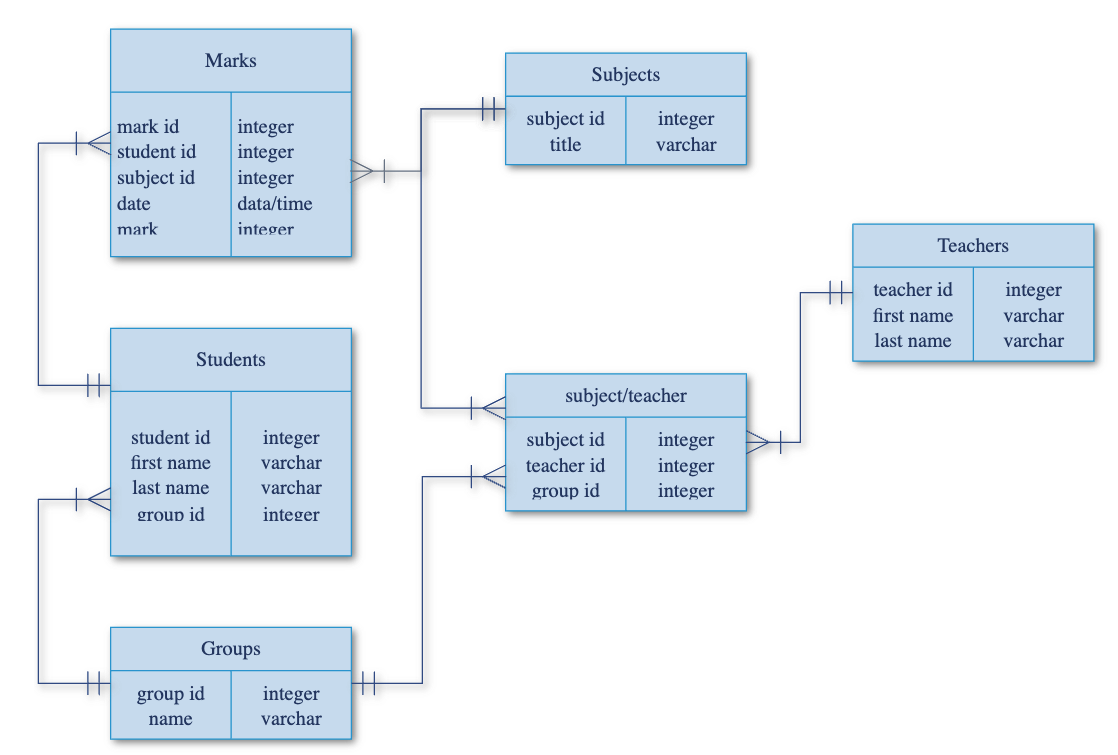 Marks
mark id integer
student id integer
subject id integer
date data/time
mark integer
Subjects
subject id integer
title varchar
Teachers
teacher id integer
first name varchar
last name varchar
Students
student id integer
first name varchar
last name varchar
group id integer
subject/teacher
subject id integer
teacher id integer
group id integer
Groups
group id integer
name varchar